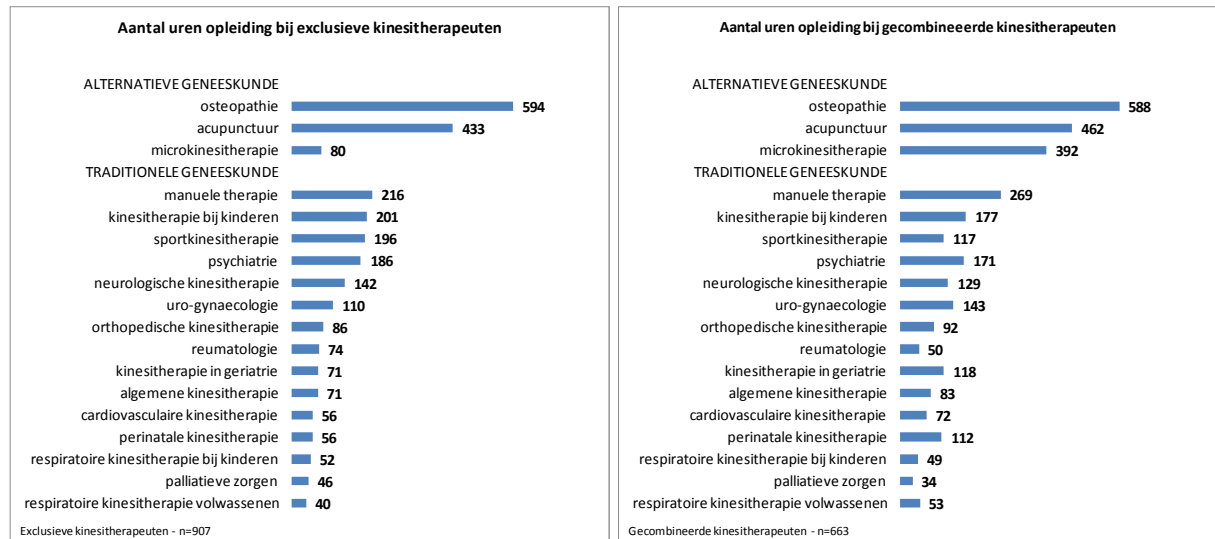 Aantal uren opleiding bij exclusieve kinesitherapeuten
ALTERNATIEVE GENEESKUNDE
osteopathie 594
acupunctuur 433
microkinesitherapie 80
TRADITIONELE GENEESKUNDE
manuele therapie 216
kinesitherapie bij kinderen 201
sportkinesitherapie 196
psychiatrie 186
neurologische kinesitherapie 142
uro-gynaecologie 110
orthopedische kinesitherapie 86
reumatologie 74
kinesitherapie in geriatrie 71
algemene kinesitherapie 71
cardiovasculaire kinesitherapie 56
perinatale kinesitherapie 56
respiratoire kinesitherapie bij kinderen 52
palliatieve zorgen 46
respiratoire kinesitherapie volwassenen 40
Exclusieve kinesitherapeuten - n=907
Aantal uren opleiding bij gecombineeerde kinesitherapeuten
ALTERNATIEVE GENEESKUNDE
osteopathie 588
acupunctuur 462
microkinesitherapie 392
TRADITIONELE GENEESKUNDE
manuele therapie 269
kinesitherapie bij kinderen 177
sportkinesitherapie 117
psychiatrie 171
neurologische kinesitherapie 129
uro-gynaecologie 143
orthopedische kinesitherapie 92
reumatologie 50
kinesitherapie in geriatrie 118
algemene kinesitherapie 83
cardiovasculaire kinesitherapie 72
perinatale kinesitherapie 112
respiratoire kinesitherapie bij kinderen 49
palliatieve zorgen 34
respiratoire kinesitherapie volwassenen 53
Gecombineerde kinesitherapeuten - n=663